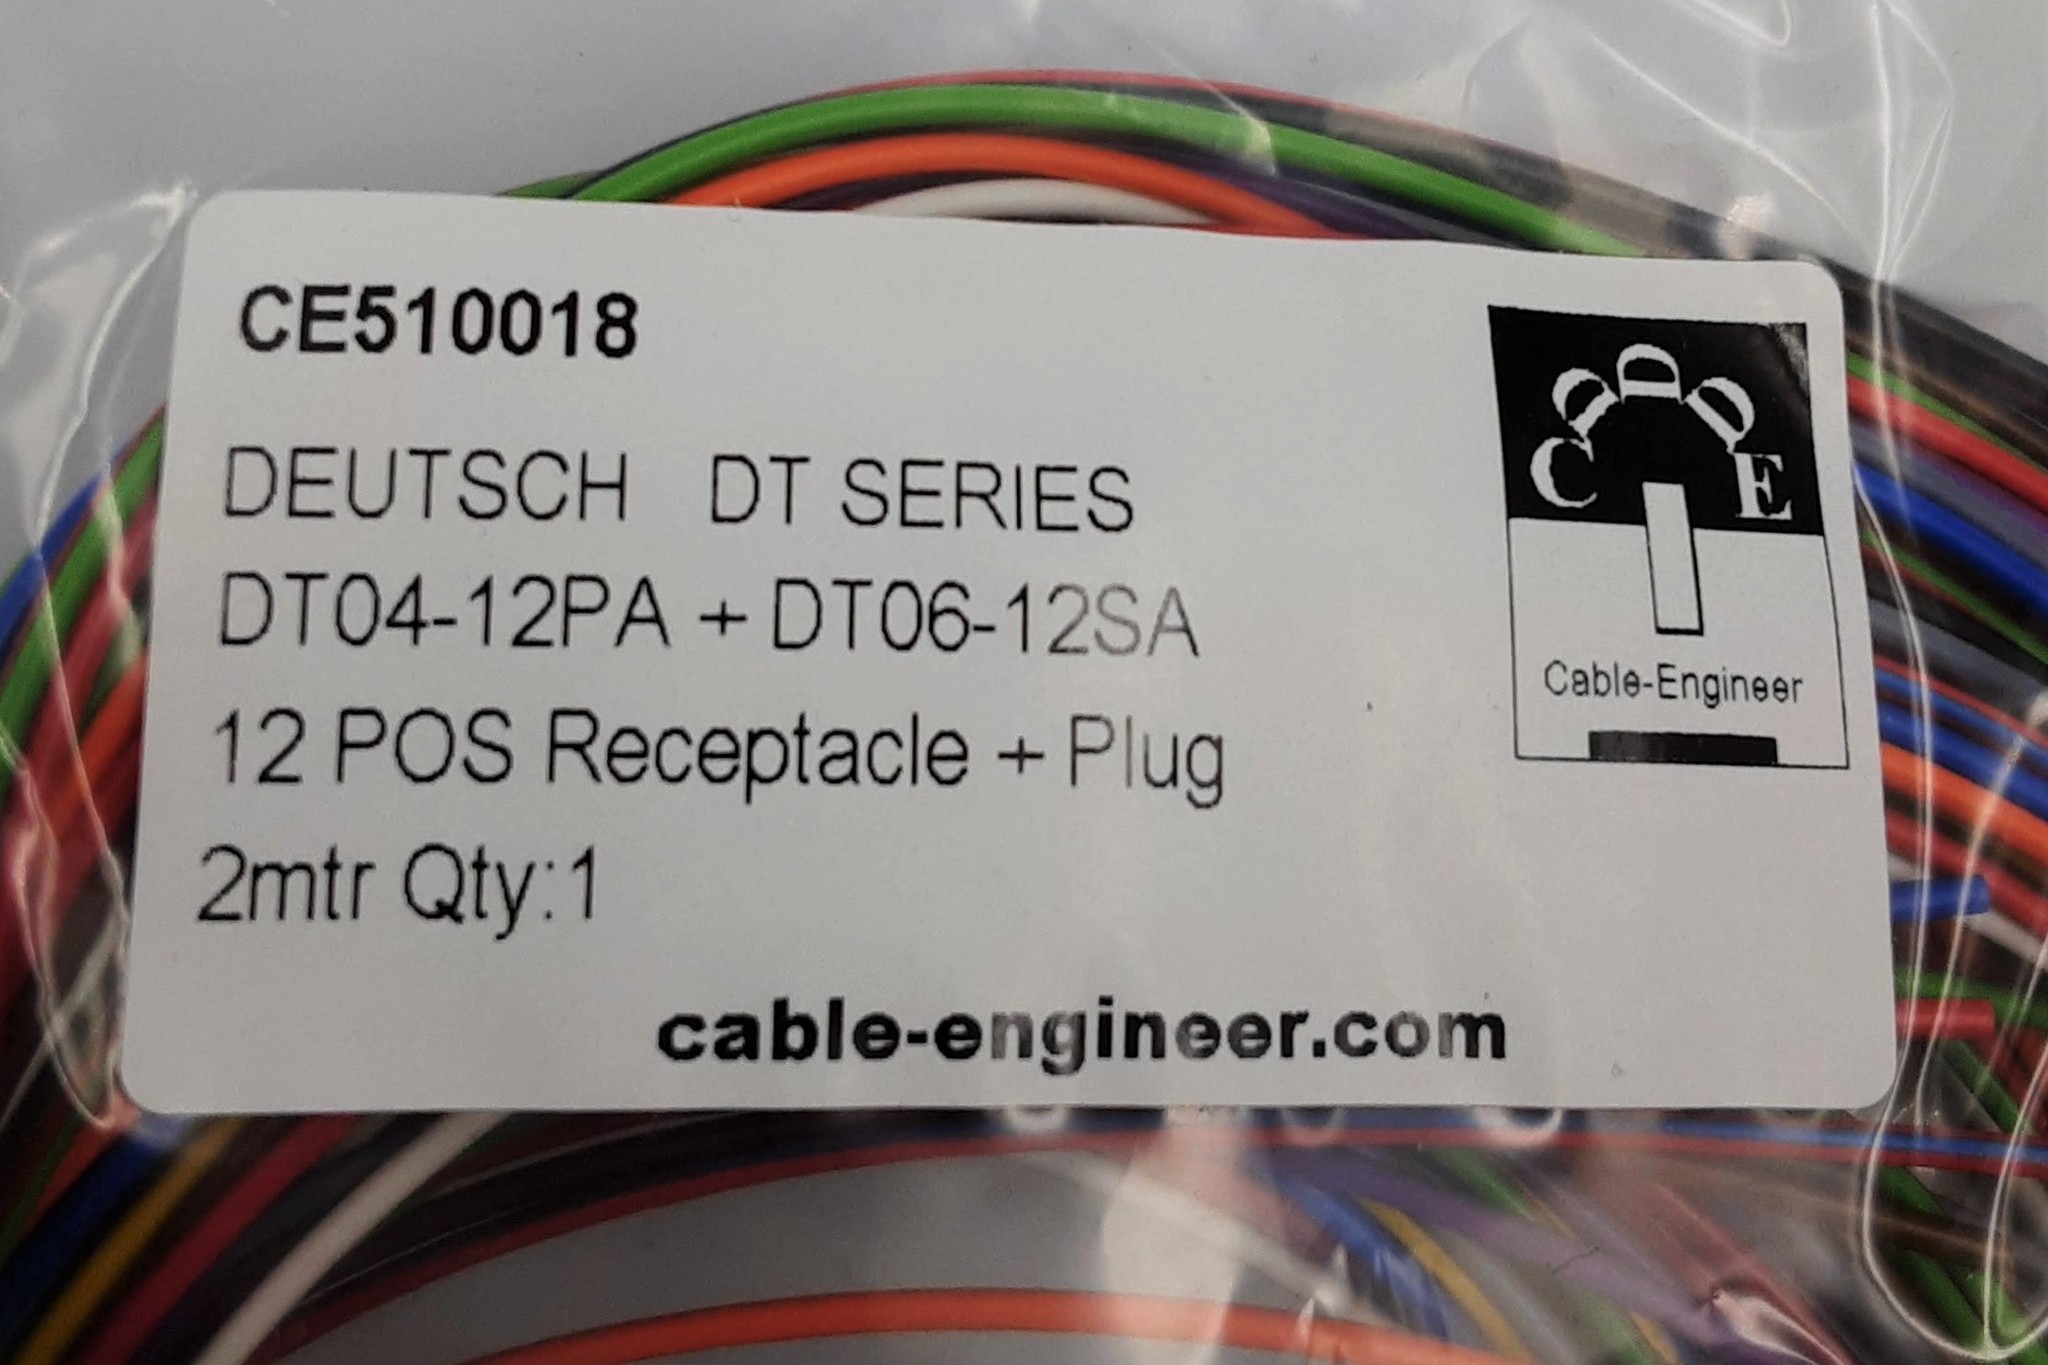 CE510018
DEUTSCH DT SERIES
DT04-12PA + DT06-12SA
12 POS Receptacle + Plug
2mtr Qty:1
cable-engineer.com
C E
Cable-Engineer